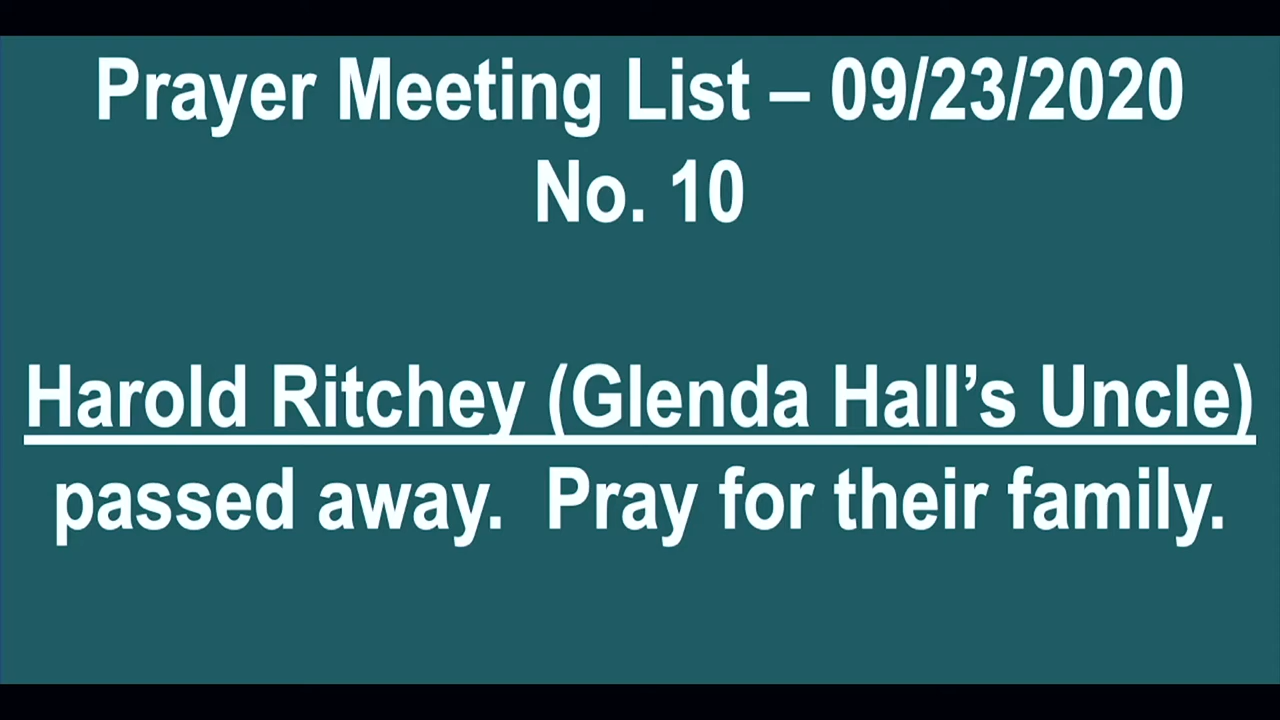 Prayer Meeting List – 09/23/2020
No. 10
Harold Ritchey (Glenda Hall’s Uncle)
passed away.  Pray for their family.